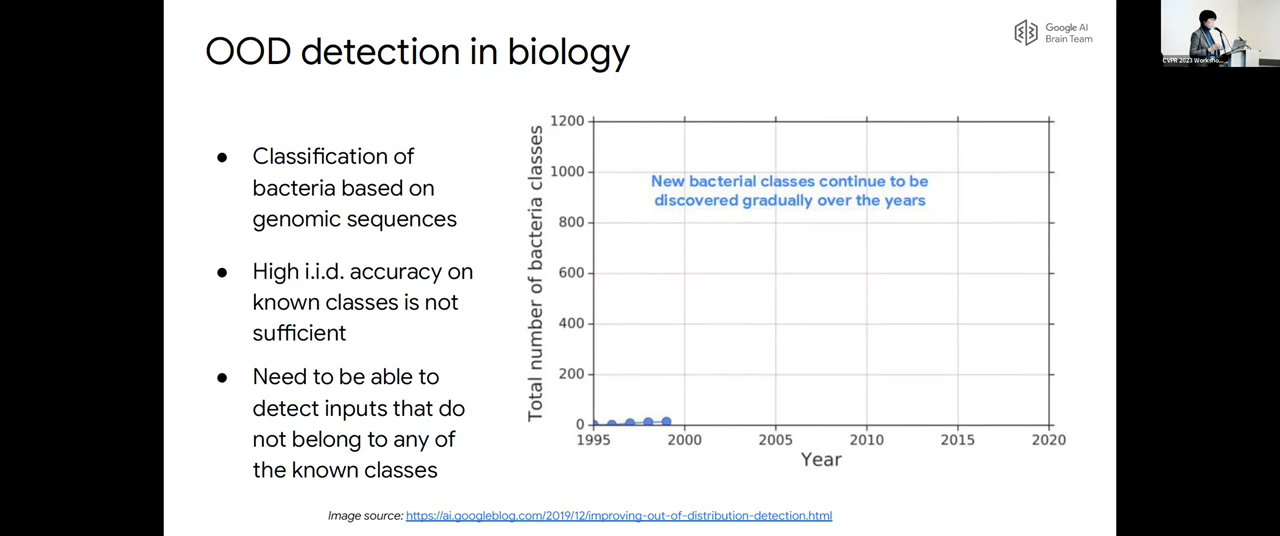 OOD detection in biology
Google AI
Brain Team
CVPR 2023 Worksho...
● Classification of
bacteria based on
genomic sequences
● High i.i.d. accuracy on
known classes is not
sufficient
● Need to be able to
detect inputs that do
not belong to any of
the known classes
Total number of bacteria classes
1200
1000
800
600
400
200
0
New bacterial classes continue to be
discovered gradually over the years
1995 2000 2005 2010 2015 2020
Year
Image source: https://ai.googleblog.com/2019/12/improving-out-of-distribution-detection.html